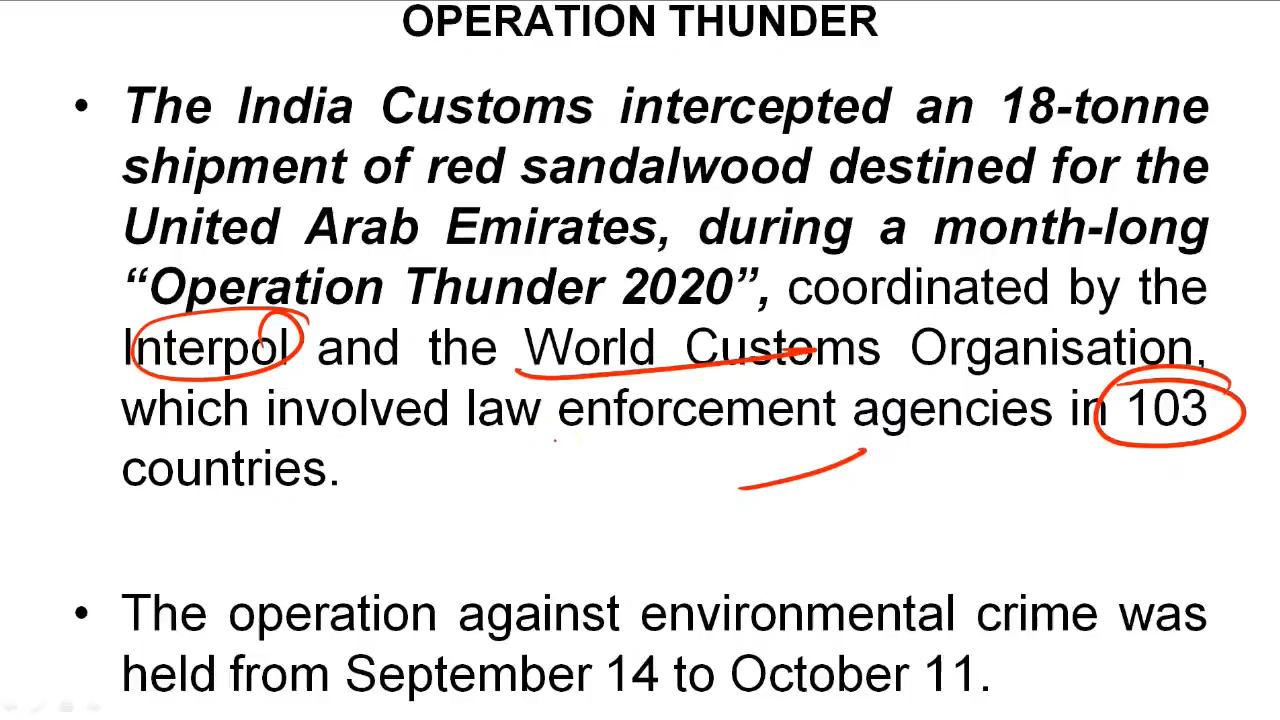 OPERATION THUNDER
• The India Customs intercepted an 18-tonne
shipment of red sandalwood destined for the
United Arab Emirates, during a month-long
“Operation Thunder 2020”, coordinated by the
Interpol and the World Customs Organisation,
which involved law enforcement agencies in 103
countries.
• The operation against environmental crime was
held from September 14 to October 11.